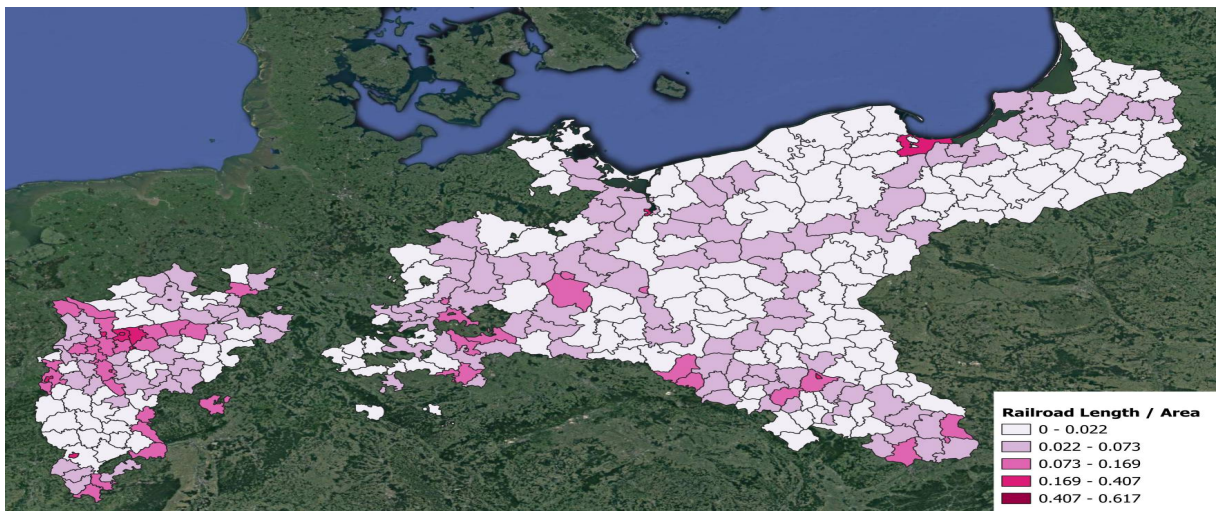 Railroad Length / Area
0 - 0.022
0.022 - 0.073
0.073 - 0.169
0.169 - 0.407
0.407 - 0.617